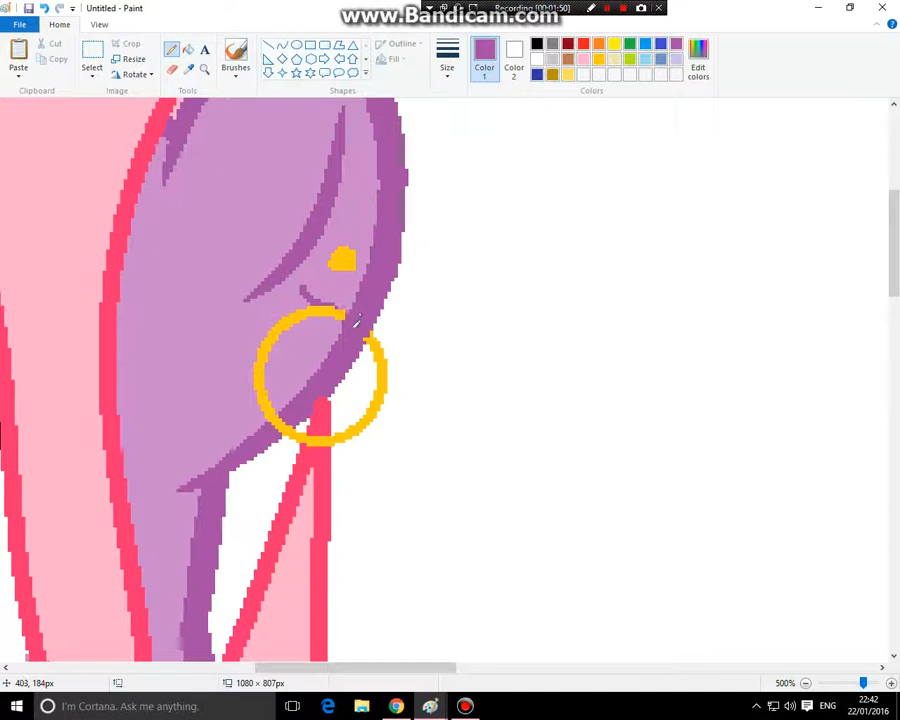 Untitled - Paint
www.Bandicam.com
Recording [00:01:50]
File
Home
View
Paste
Cut
Copy
Clipboard
Select
Crop
Resize
Rotate
Image
Tools
Brushes
Outline
Fill
Shapes
Size
Color
1
Color
2
Edit
colors
Colors
403, 184px
1080 × 807px
500%
I'm Cortana. Ask me anything.
ENG
22:42
22/01/2016